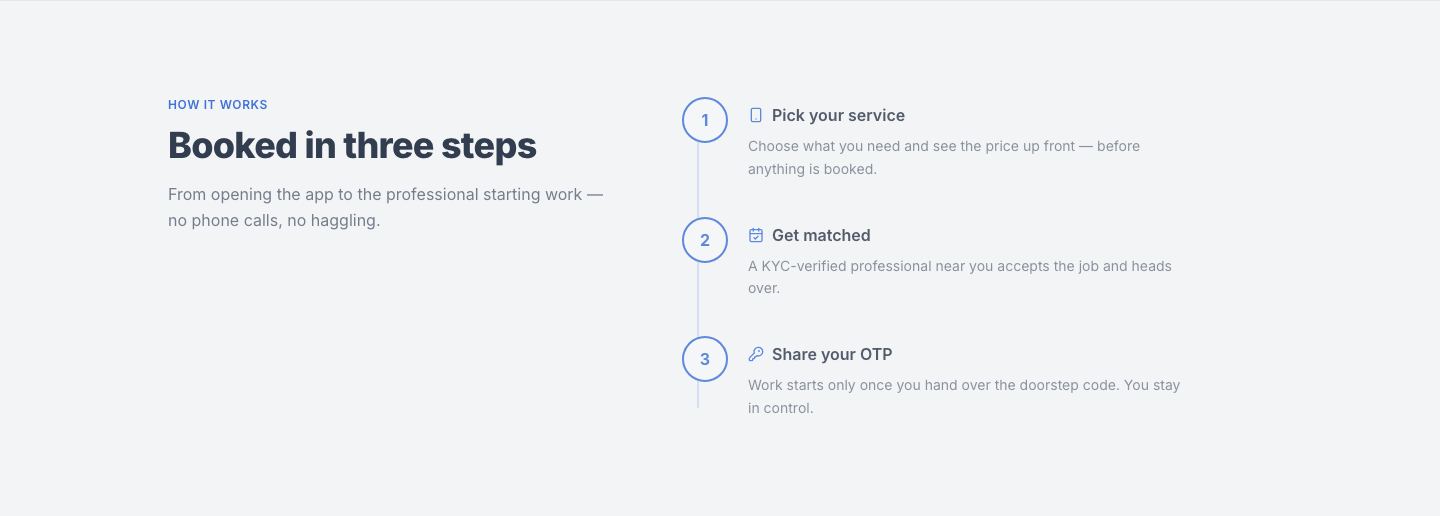 HOW IT WORKS
Booked in three steps
From opening the app to the professional starting work —
no phone calls, no haggling.
1
Pick your service
Choose what you need and see the price up front — before
anything is booked.
2
Get matched
A KYC-verified professional near you accepts the job and heads
over.
3
Share your OTP
Work starts only once you hand over the doorstep code. You stay
in control.